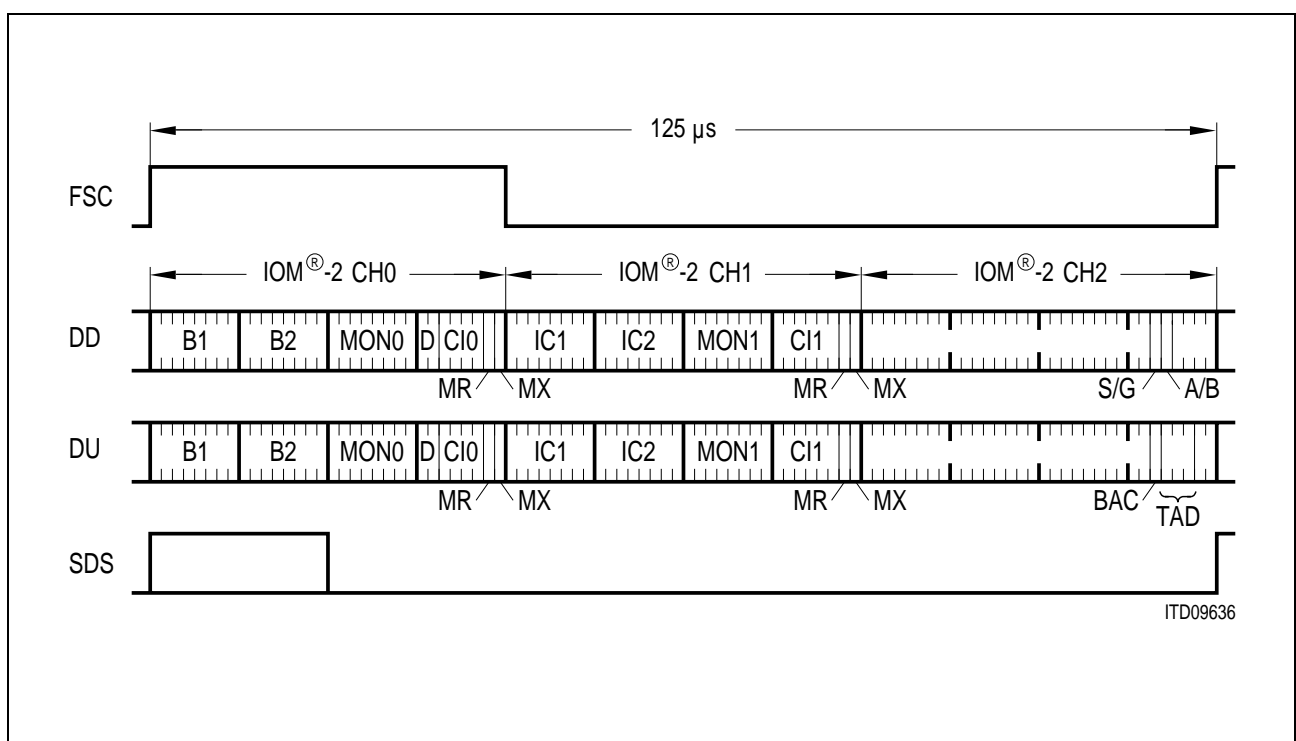 125 µs
FSC
IOM®-2 CH0 IOM®-2 CH1 IOM®-2 CH2
DD B1 B2 MON0 D CI0 IC1 IC2 MON1 CI1
MR MX MR MX S/G A/B
DU B1 B2 MON0 D CI0 IC1 IC2 MON1 CI1
MR MX MR MX BAC TAD
SDS
ITD09636